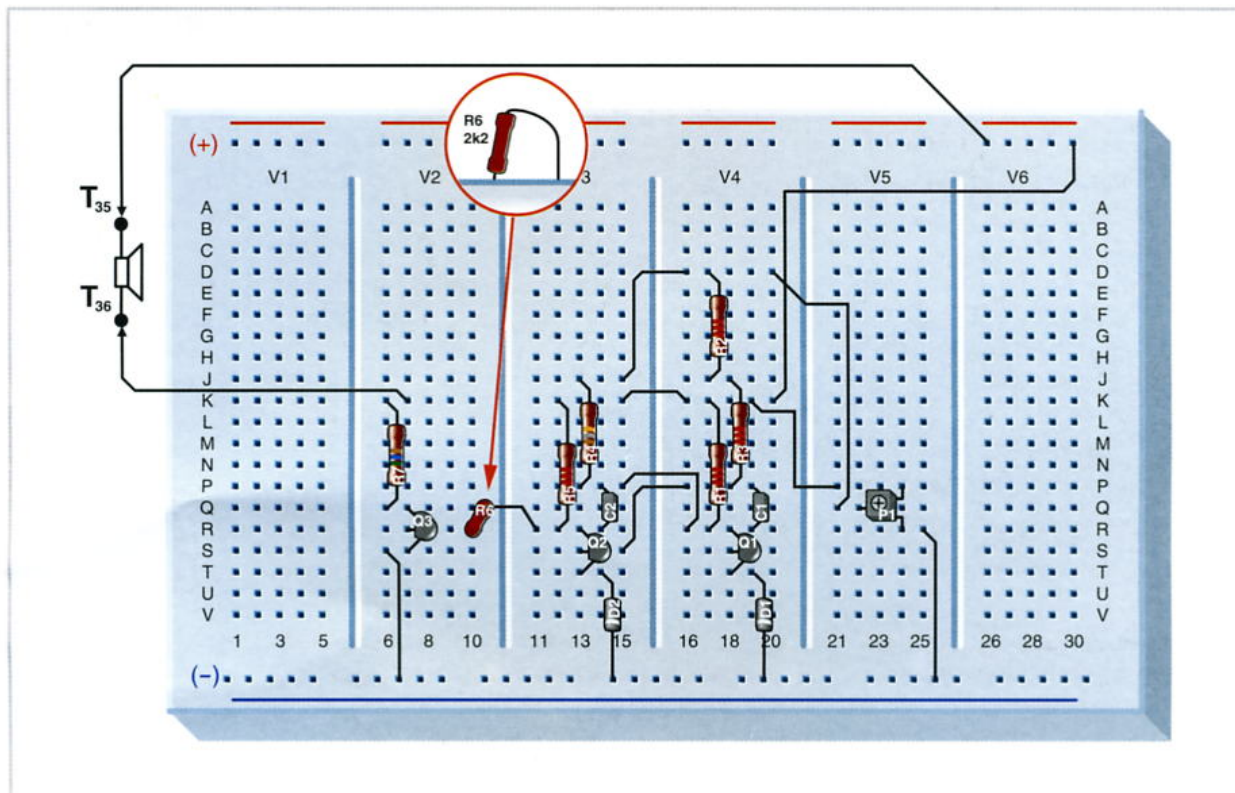 R6
2k2
(+)
V1 V2 3 V4 V5 V6
T35
T36
A A
B B
C C
D D
E E
F F
G G
H H
J J
K K
L L
M M
N N
P P
Q Q
R R
S S
T T
U U
V V
R2
R7
R4
R3
R5
R1
R6
C2
C1
P1
Q3
Q2
Q1
D2
D1
1 3 5 6 8 10 11 13 15 16 18 20 21 23 25 26 28 30
(-)